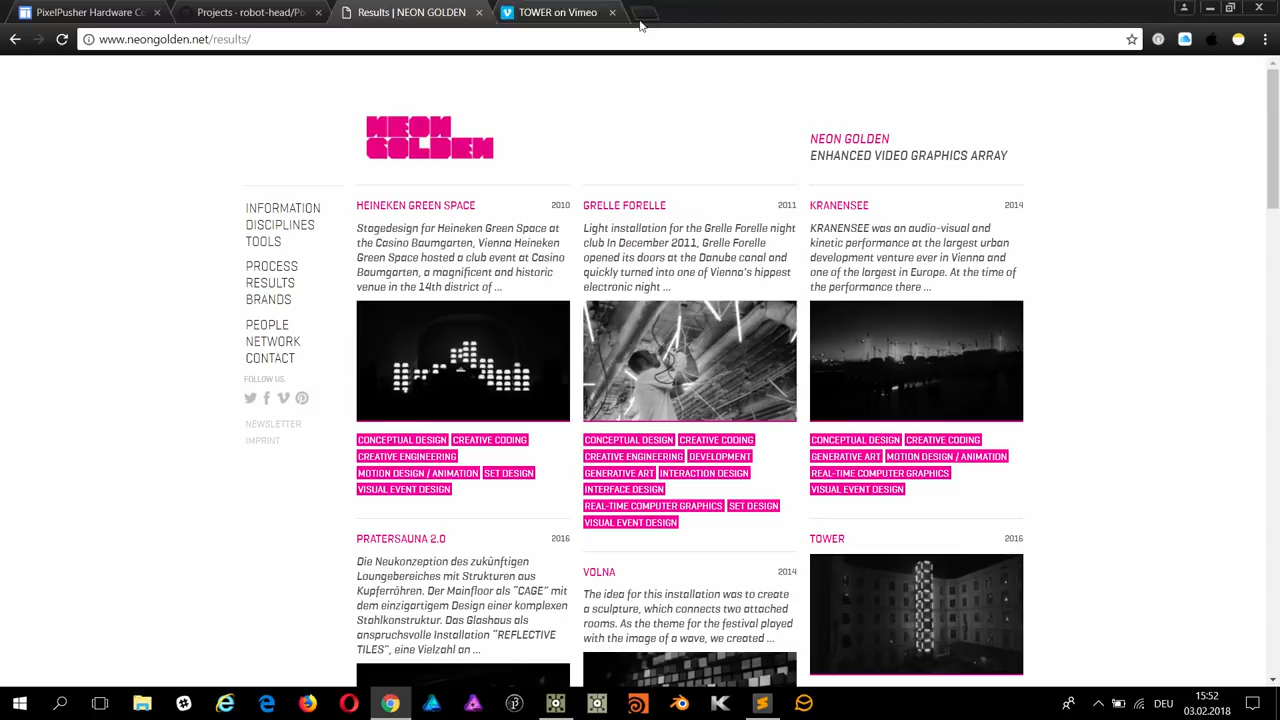 PixelPusher Hardware Co
Projects - robot-head/Pix
Results | NEON GOLDEN
TOWER on Vimeo
www.neongolden.net/results/
NEON
GOLDEN
NEON GOLDEN
ENHANCED VIDEO GRAPHICS ARRAY
INFORMATION
DISCIPLINES
TOOLS
PROCESS
RESULTS
BRANDS
PEOPLE
NETWORK
CONTACT
FOLLOW US
NEWSLETTER
IMPRINT
HEINEKEN GREEN SPACE 2010
Stagedesign for Heineken Green Space at
the Casino Baumgarten, Vienna Heineken
Green Space hosted a club event at Casino
Baumgarten, a magnificent and historic
venue in the 14th district of ...
CONCEPTUAL DESIGN CREATIVE CODING
CREATIVE ENGINEERING
MOTION DESIGN / ANIMATION SET DESIGN
VISUAL EVENT DESIGN
PRATERSAUNA 2.0 2016
Die Neukonzeption des zukünftigen
Loungebereiches mit Strukturen aus
Kupferröhren. Der Mainfloor als “CAGE” mit
dem einzigartigem Design einer komplexen
Stahlkonstruktur. Das Glashaus als
anspruchsvolle Installation “REFLECTIVE
TILES”, eine Vielzahl an ...
GRELLE FORELLE 2011
Light installation for the Grelle Forelle night
club In December 2011, Grelle Forelle
opened its doors at the Danube canal and
quickly turned into one of Vienna's hippest
electronic night ...
CONCEPTUAL DESIGN CREATIVE CODING
CREATIVE ENGINEERING DEVELOPMENT
GENERATIVE ART INTERACTION DESIGN
INTERFACE DESIGN
REAL-TIME COMPUTER GRAPHICS SET DESIGN
VISUAL EVENT DESIGN
VOLNA 2014
The idea for this installation was to create
a sculpture, which connects two attached
rooms. As the theme for the festival played
with the image of a wave, we created ...
KRANENSEE 2014
KRANENSEE was an audio-visual and
kinetic performance at the largest urban
development venture ever in Vienna and
one of the largest in Europe. At the time of
the performance there ...
CONCEPTUAL DESIGN CREATIVE CODING
GENERATIVE ART MOTION DESIGN / ANIMATION
REAL-TIME COMPUTER GRAPHICS
VISUAL EVENT DESIGN
TOWER 2016
DEU
15:52
03.02.2018